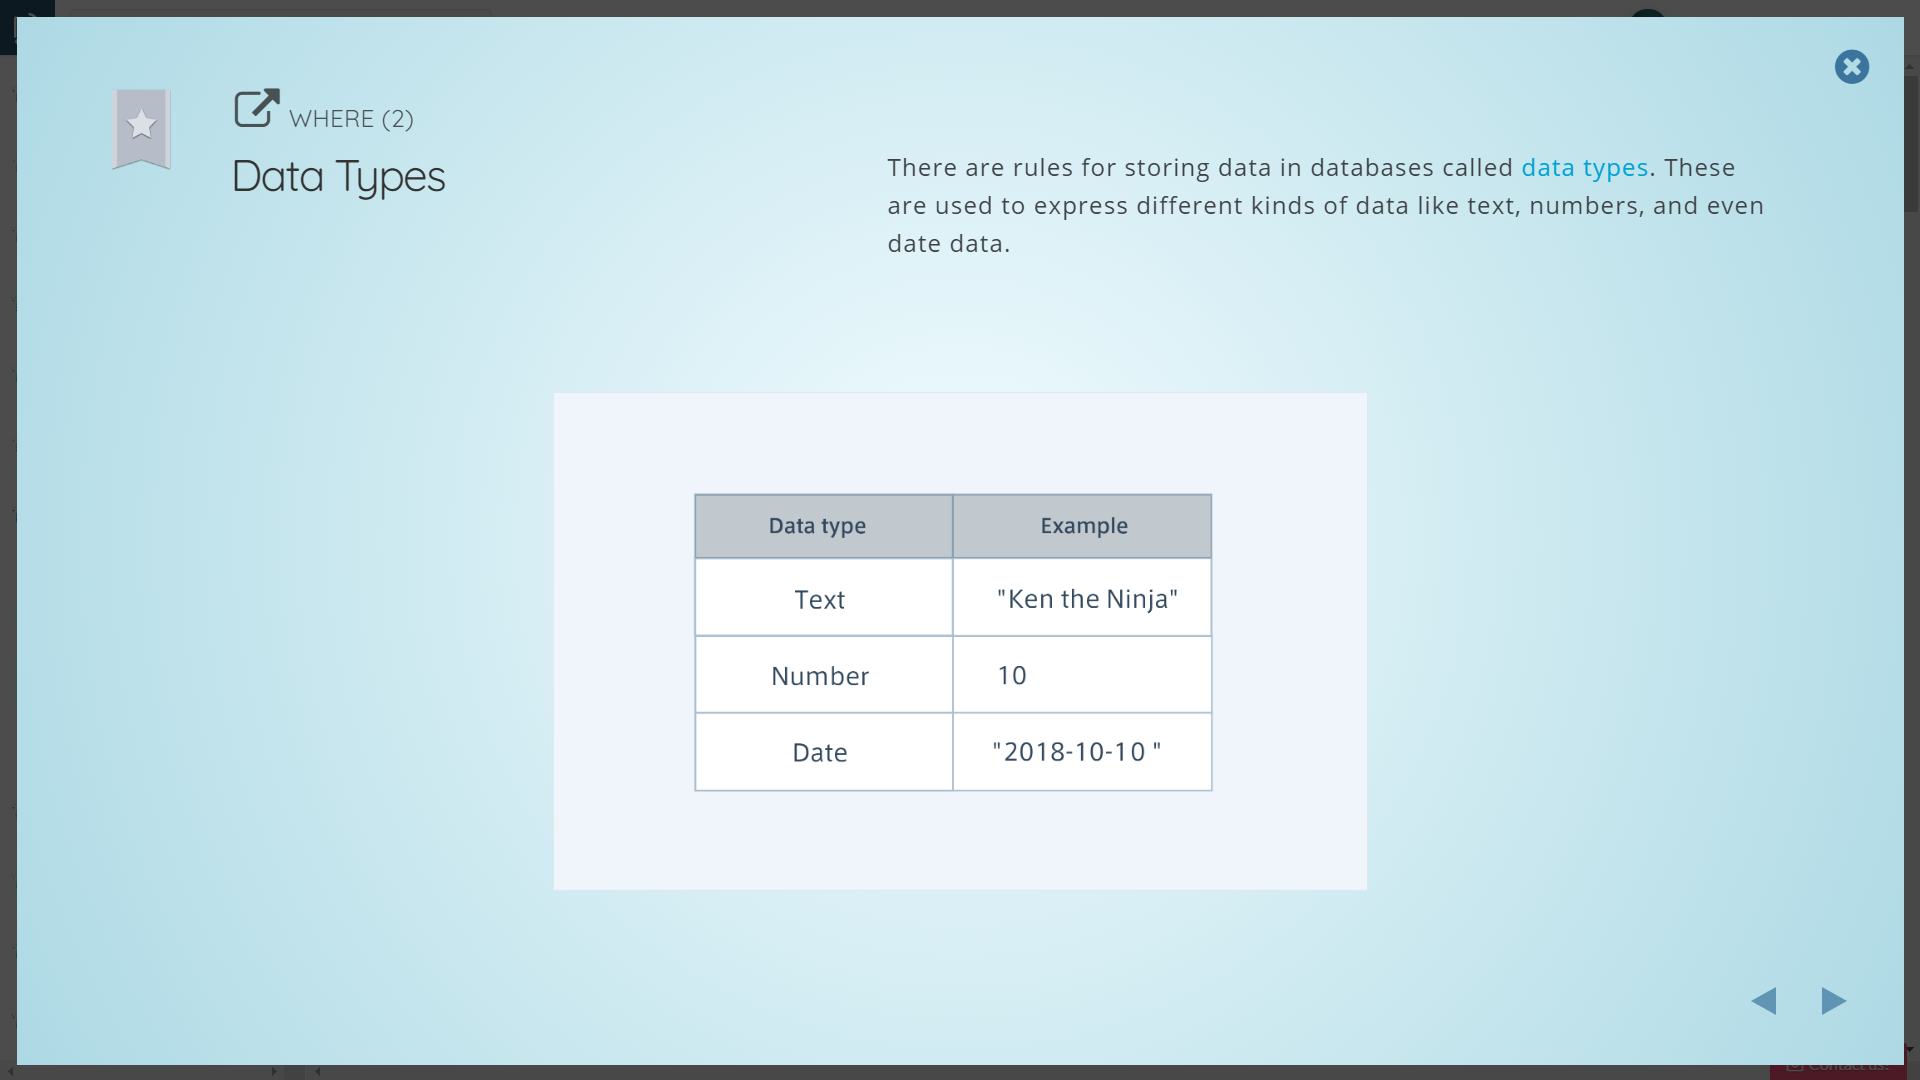 WHERE (2)
Data Types
There are rules for storing data in databases called data types. These
are used to express different kinds of data like text, numbers, and even
date data.
Data type Example
Text "Ken the Ninja"
Number 10
Date "2018-10-10 "
Contact us!